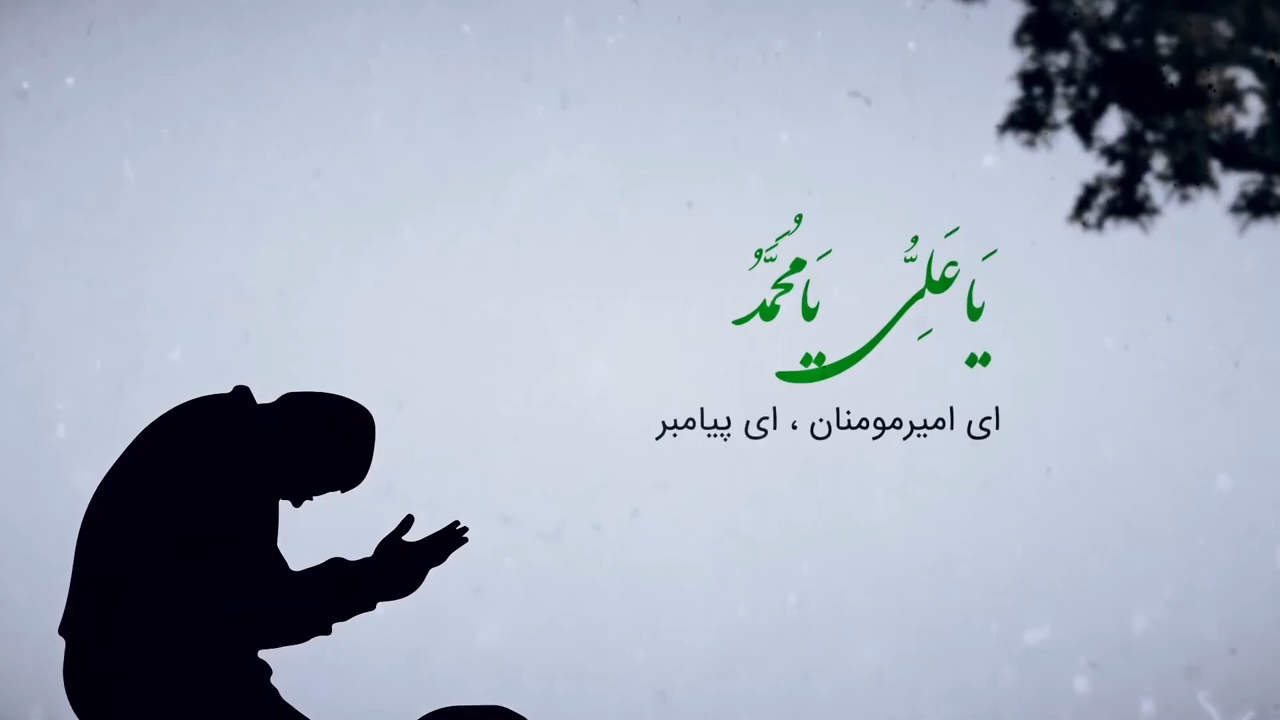 يَا عَلِيُّ يَا مُحَمَّدُ
ای امیرمومنان ، ای پیامبر